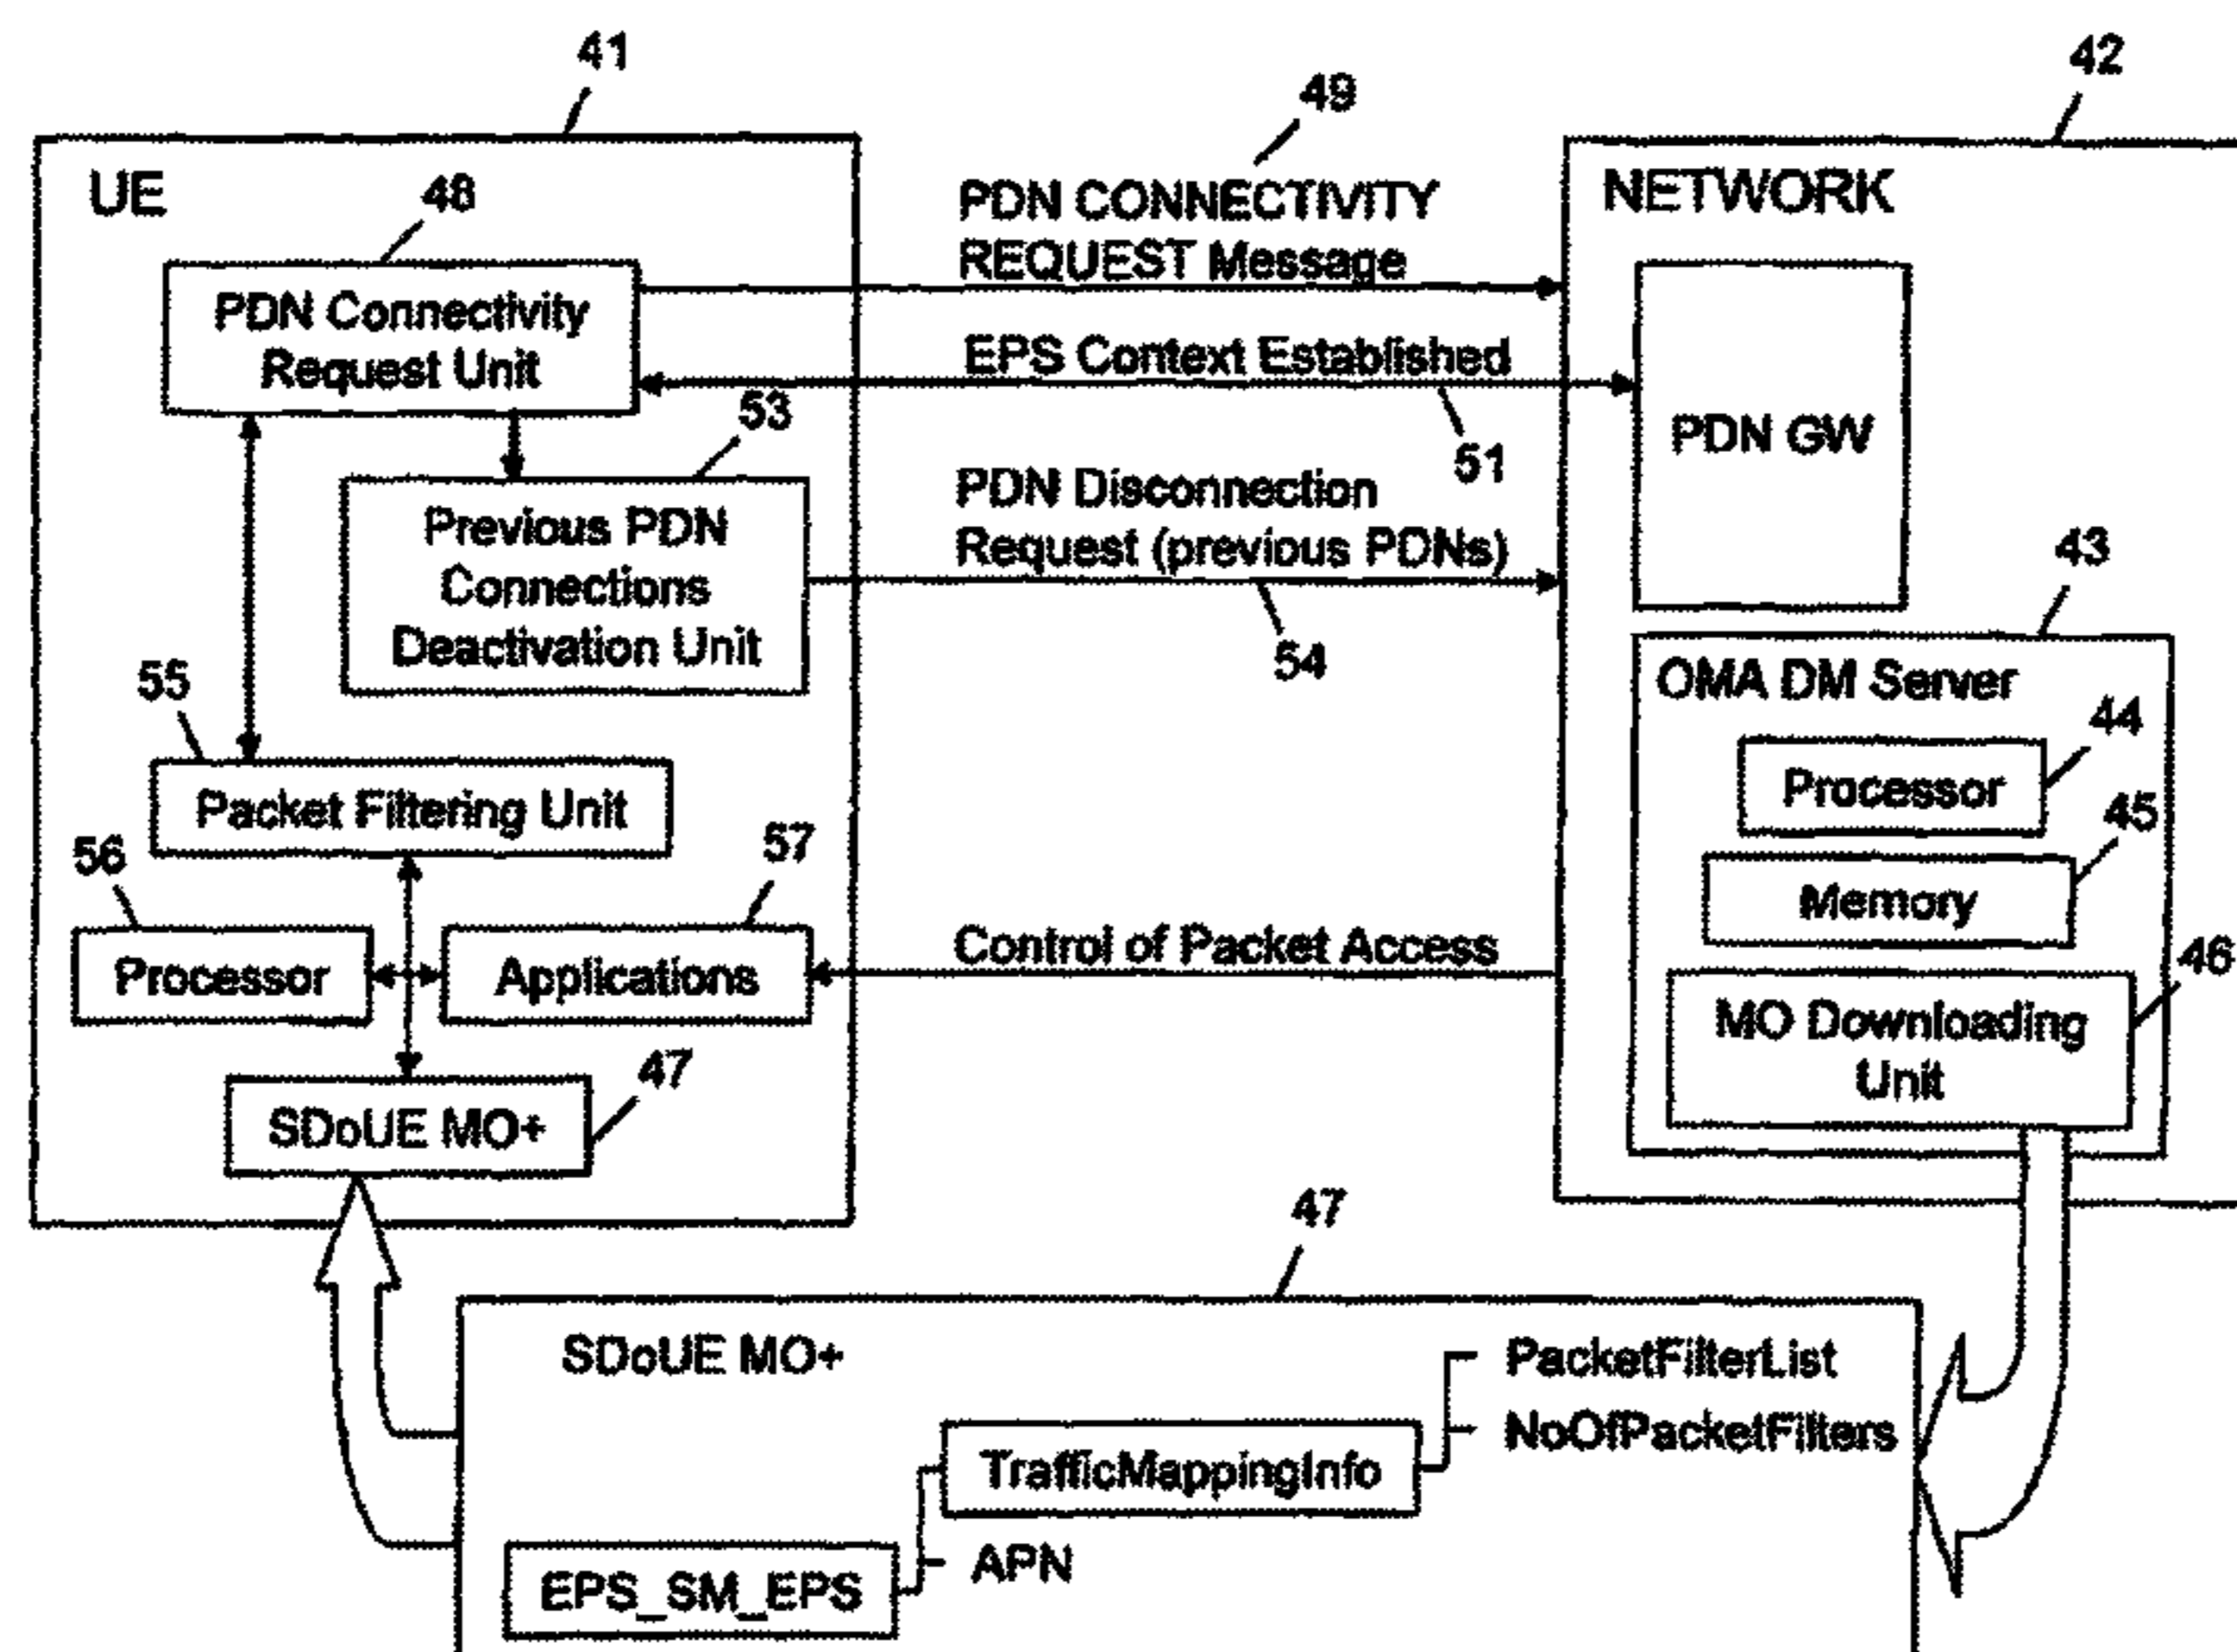 41
42
49
UE
48
PDN CONNECTIVITY
REQUEST Message
NETWORK
PDN Connectivity
Request Unit
EPS Context Established
53
51
PDN GW
Previous PDN
Connections
Deactivation Unit
PDN Disconnection
Request (previous PDNs)
54
43
OMA DM Server
44
Processor
45
Memory
46
MO Downloading
Unit
55
Packet Filtering Unit
56
57
Processor
Applications
Control of Packet Access
47
SDoUE MO+
47
SDoUE MO+
PacketFilterList
NoOfPacketFilters
TrafficMappingInfo
APN
EPS_SM_EPS